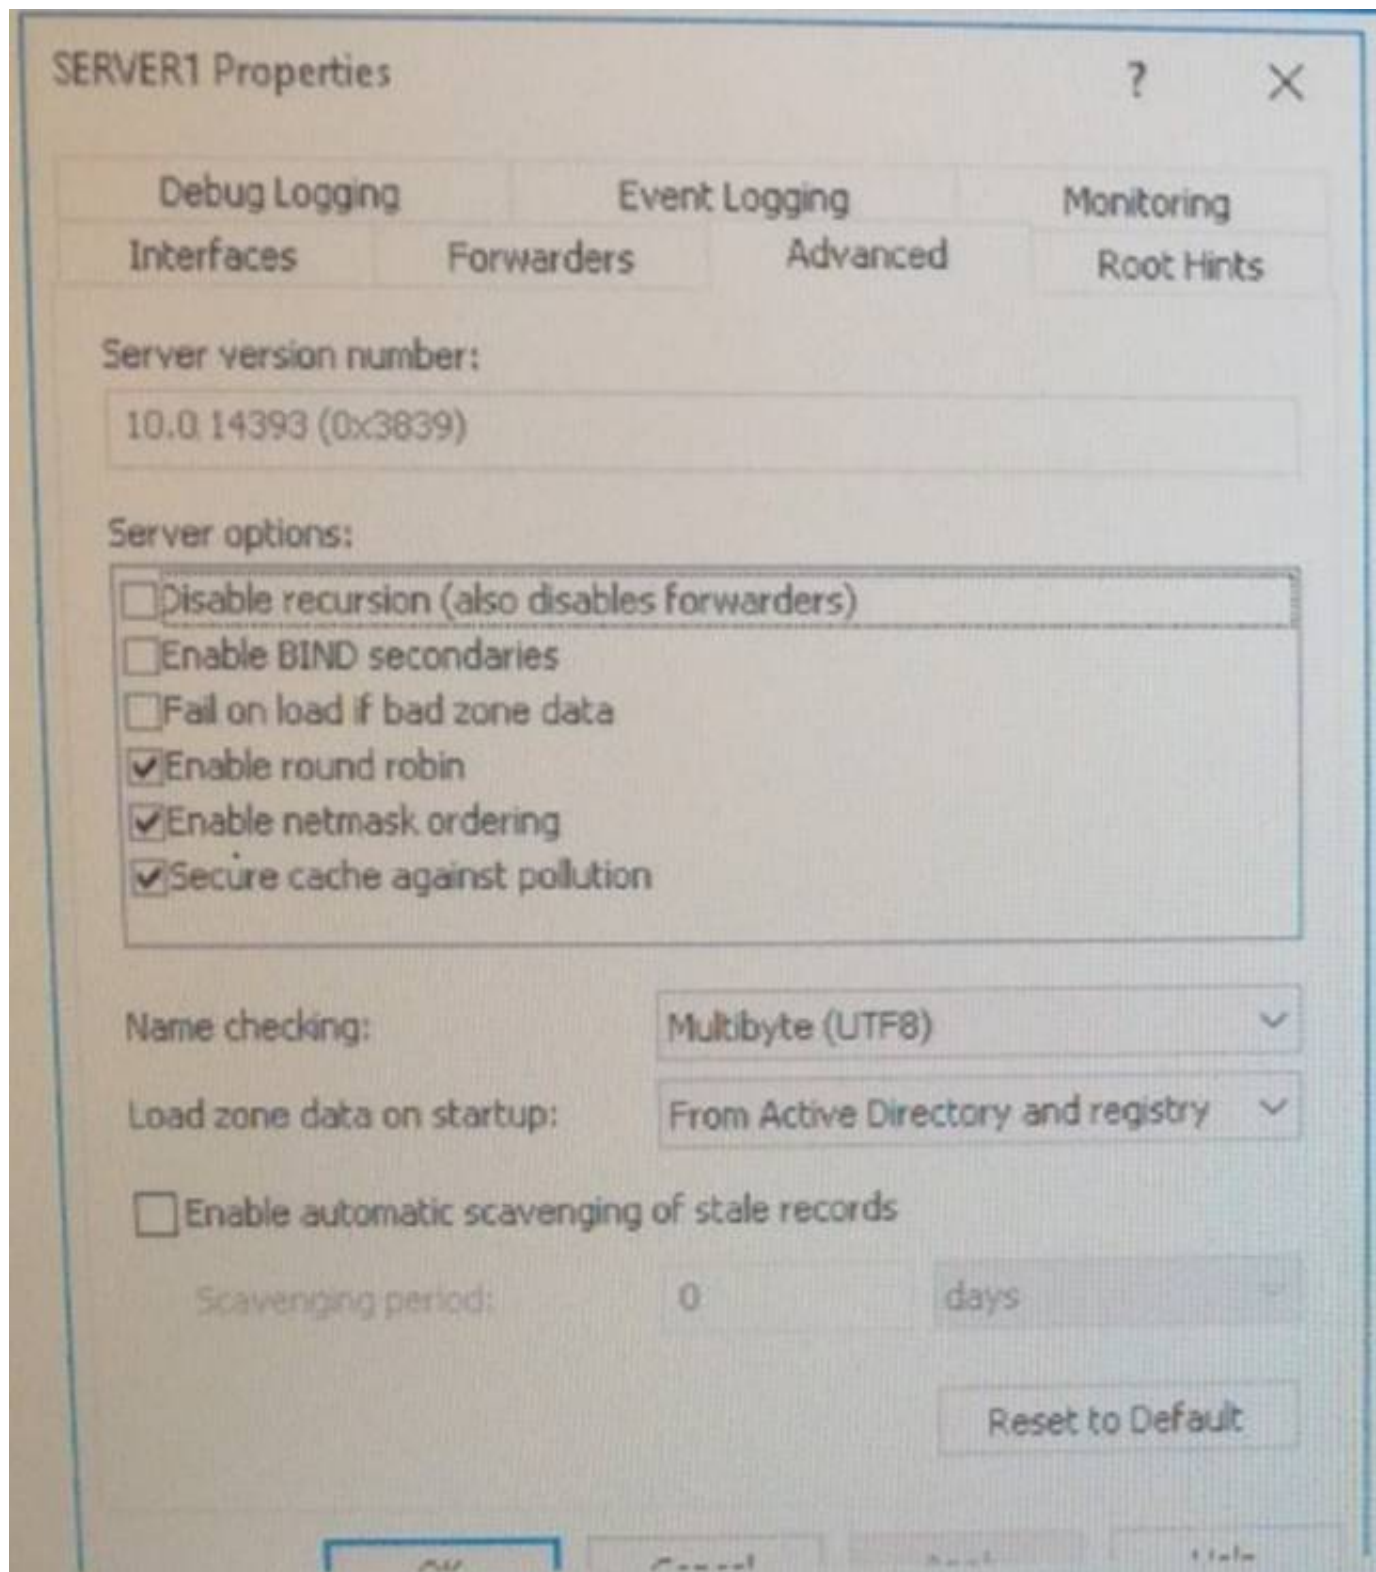 SERVER1 Properties ? X
Debug Logging Event Logging Monitoring
Interfaces Forwarders Advanced Root Hints
Server version number:
10.0.14393 (0x3839)
Server options:
Disable recursion (also disables forwarders)
Enable BIND secondaries
Fail on load if bad zone data
Enable round robin
Enable netmask ordering
Secure cache against pollution
Name checking: Multibyte (UTF8)
Load zone data on startup: From Active Directory and registry
Enable automatic scavenging of stale records
Scavenging period: 0 days
Reset to Default
OK Cancel